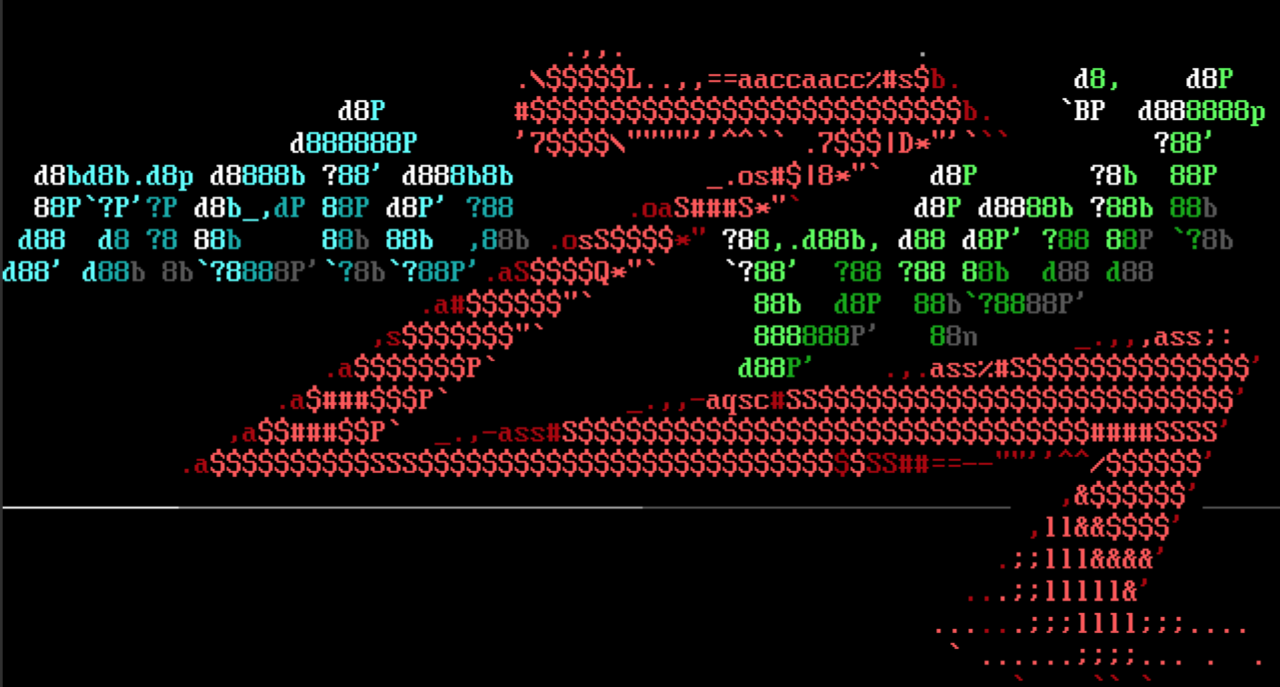 .,,. .
.\$$$$$L..,,==aaccaacc%#s$b. d8, d8P
d8P #$$$$$$$$$$$$$$$$$$$$$$$$$$$b. `BP d888888p
d888888P '7$$$$\""""''^^`` .7$$$|D*"'``` ?88'
d8bd8b.d8p d8888b ?88' d888b8b _.os#$|8*"` d8P ?8b 88P
88P`?P'?P d8b_,dP 88P d8P' ?88 .oaS###S*"` d8P d8888b ?88b 88b
d88 d8 ?8 88b 88b 88b ,88b .osS$$$$*" ?88,.d88b, d88 d8P' ?88 88P `?8b
d88' d88b 8b`?8888P'`?8b`?88P'.aS$$$$Q*"` `?88' ?88 ?88 88b d88 d88
.a#$$$$$$"` 88b d8P 88b`?8888P'
,s$$$$$$$"` 888888P' 88n _.,,,ass;:
.a$$$$$$$P` d88P' .,.ass%#S$$$$$$$$$$$$$$'
.a$###$$$P` _.,,-aqsc#SS$$$$$$$$$$$$$$$$$$$$$$$$$$'
,a$$###$$P` _.,-ass#S$$$$$$$$$$$$$$$$$$$$$$$$$$$$$$$$####SSSS'
.a$$$$$$$$$$SSS$$$$$$$$$$$$$$$$$$$$$$$$$$$$SS##==--""''^^/$$$$$$'
,&$$$$$$'
,ll&&$$$$'
.;;lll&&&&'
...;;lllll&'
......;;;llll;;;....
` ......;;;;... . .